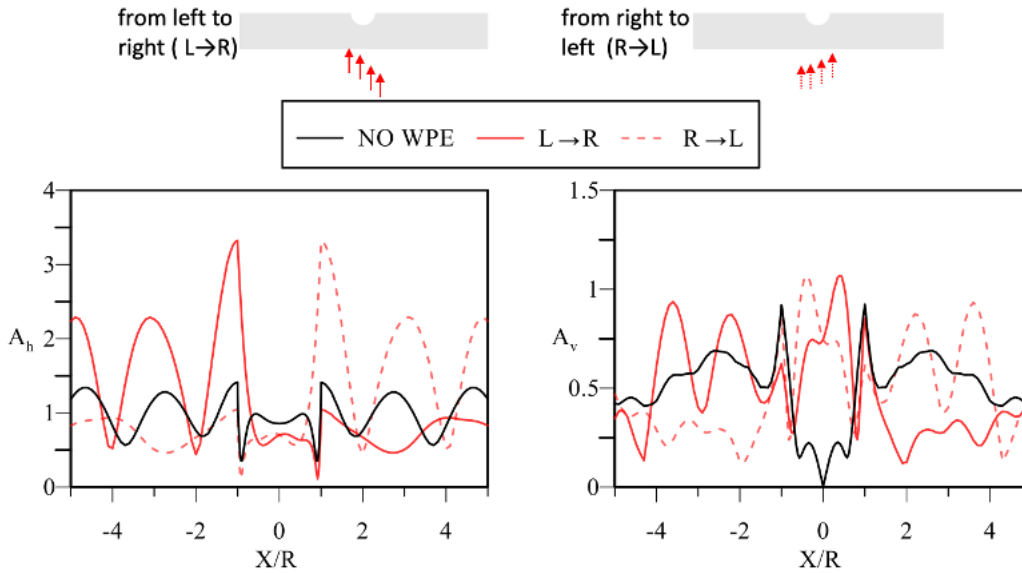 from left to
right ( L→R)
from right to
left (R→L)
NO WPE
L→R
R→L
4
3
2
1
0
A_h
-4
-2
0
2
4
X/R
1.5
1
0.5
0
A_v
-4
-2
0
2
4
X/R